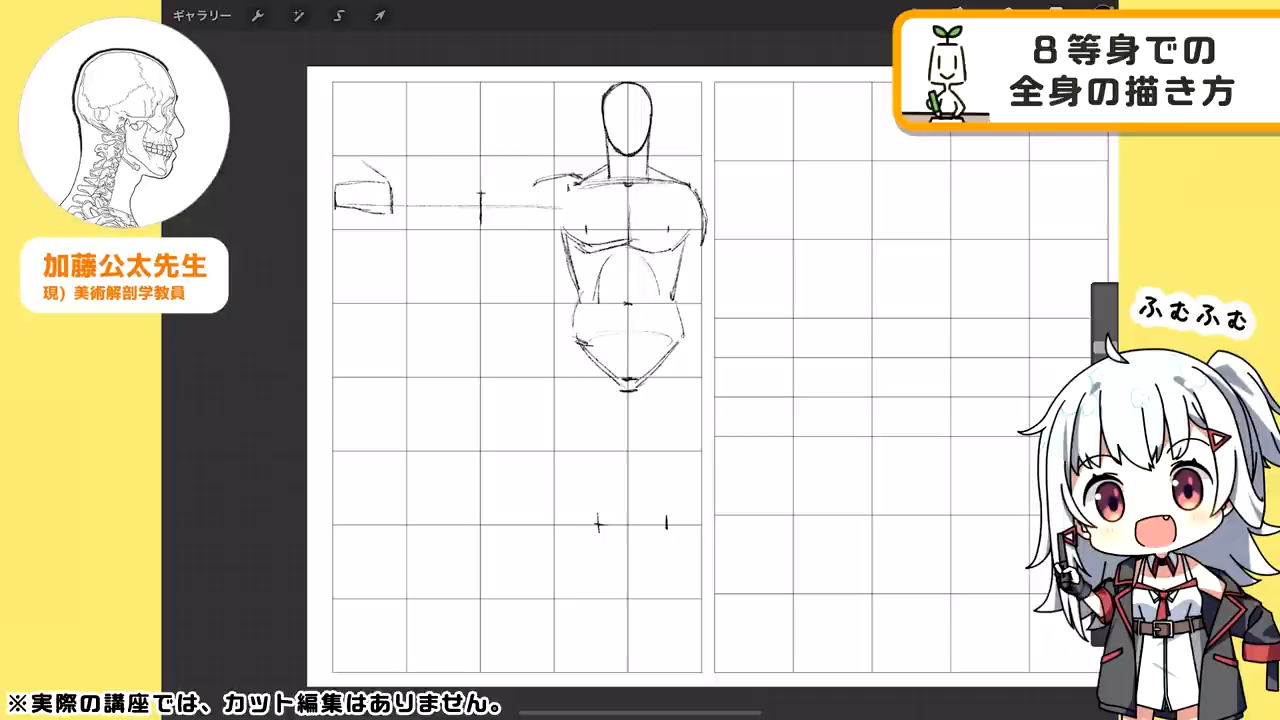 ギャラリー
8等身での
全身の描き方
加藤公太先生
現) 美術解剖学教員
ふむふむ
※実際の講座では、カット編集はありません。